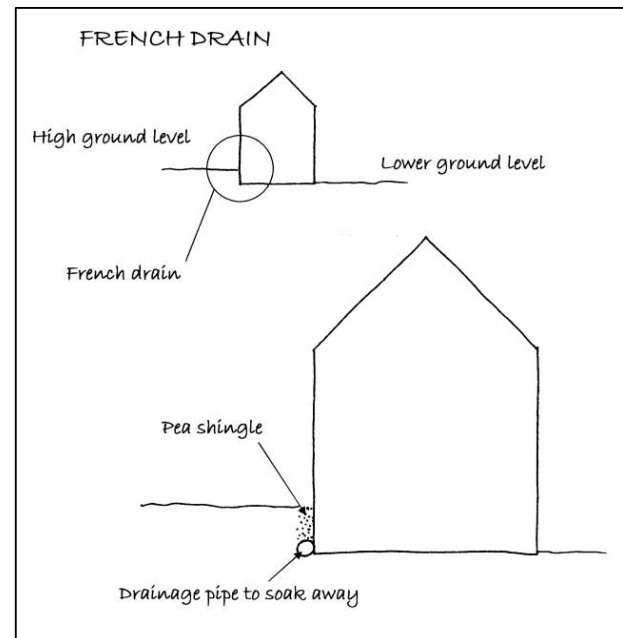 FRENCH DRAIN
High ground level
Lower ground level
French drain
Pea shingle
Drainage pipe to soak away